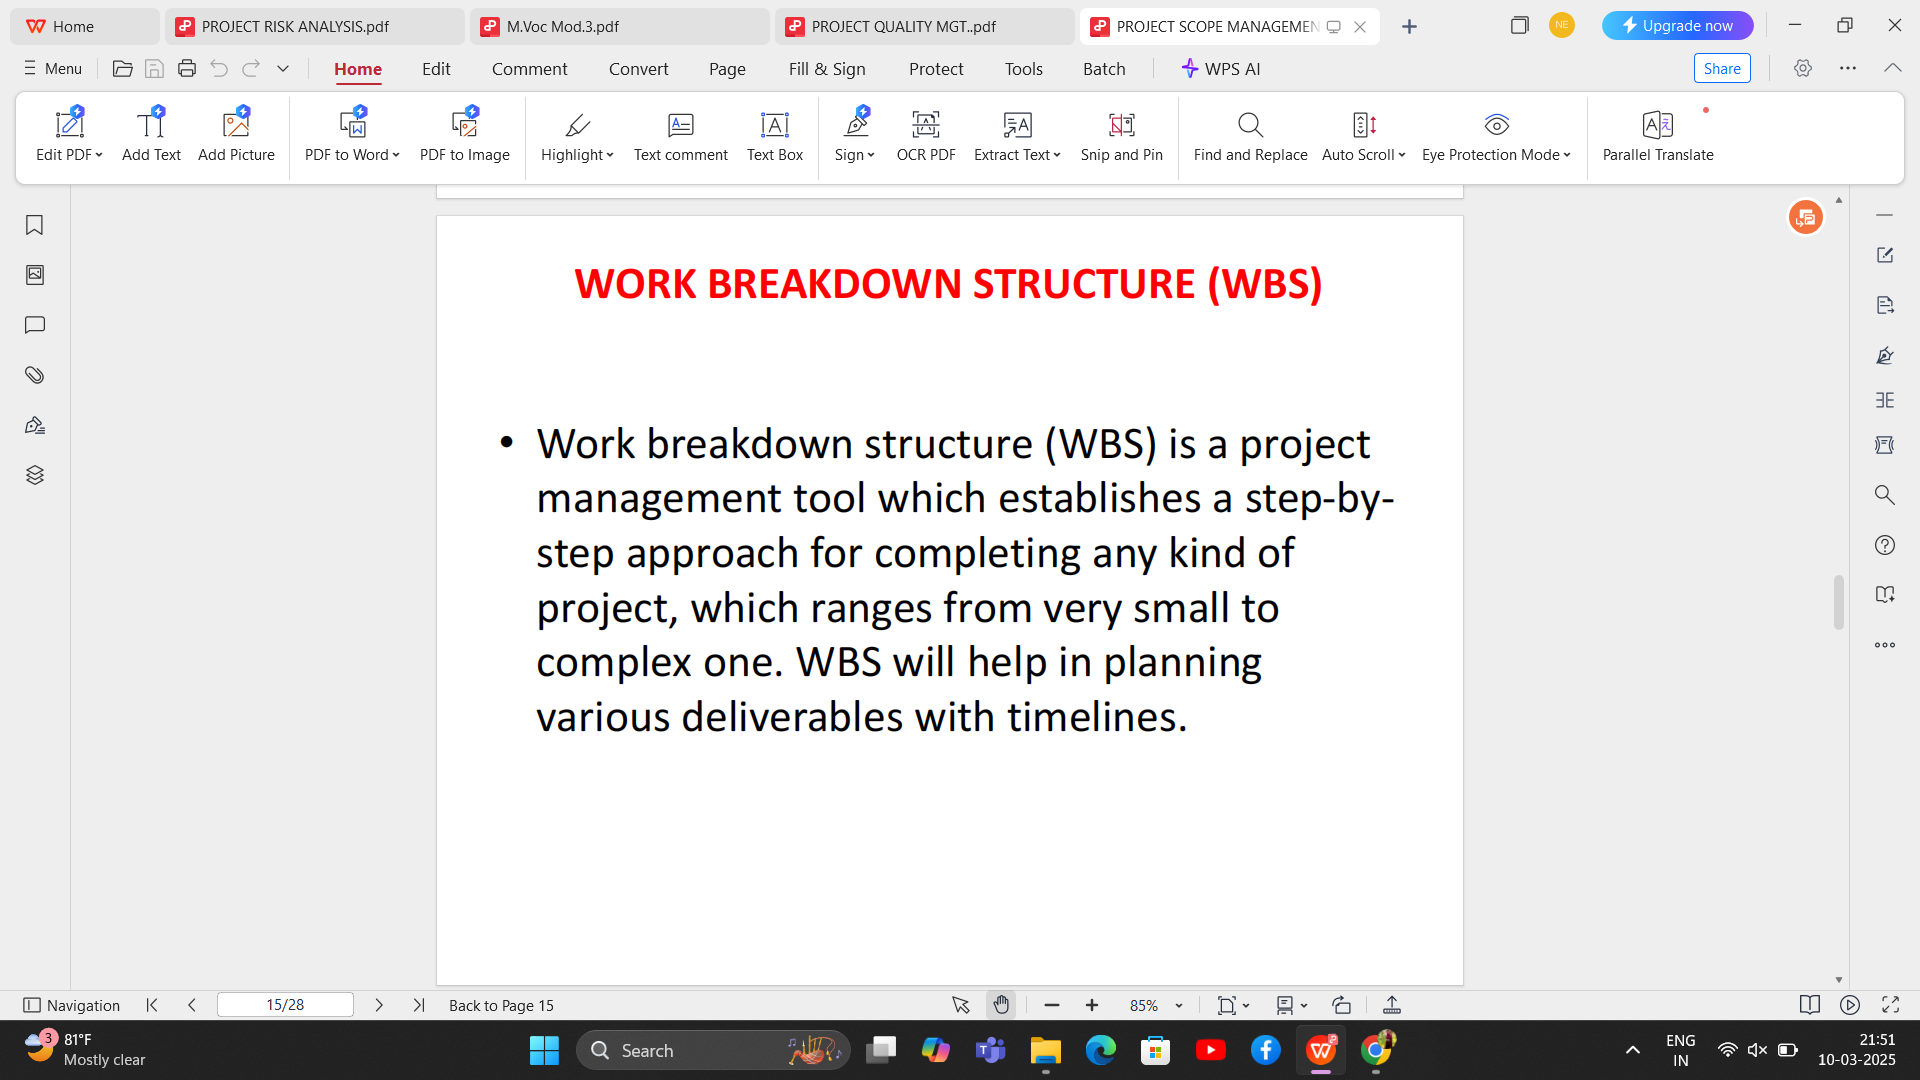 Home
PROJECT RISK ANALYSIS.pdf
M.Voc Mod.3.pdf
PROJECT QUALITY MGT..pdf
PROJECT SCOPE MANAGEMEN
NE
Upgrade now
Menu
Home
Edit
Comment
Convert
Page
Fill & Sign
Protect
Tools
Batch
WPS AI
Share
Edit PDF
Add Text
Add Picture
PDF to Word
PDF to Image
Highlight
Text comment
Text Box
Sign
OCR PDF
Extract Text
Snip and Pin
Find and Replace
Auto Scroll
Eye Protection Mode
Parallel Translate
WORK BREAKDOWN STRUCTURE (WBS)
• Work breakdown structure (WBS) is a project
management tool which establishes a step-by-
step approach for completing any kind of
project, which ranges from very small to
complex one. WBS will help in planning
various deliverables with timelines.
Navigation
15/28
Back to Page 15
85%
3
81°F
Mostly clear
Search
ENG
IN
21:51
10-03-2025